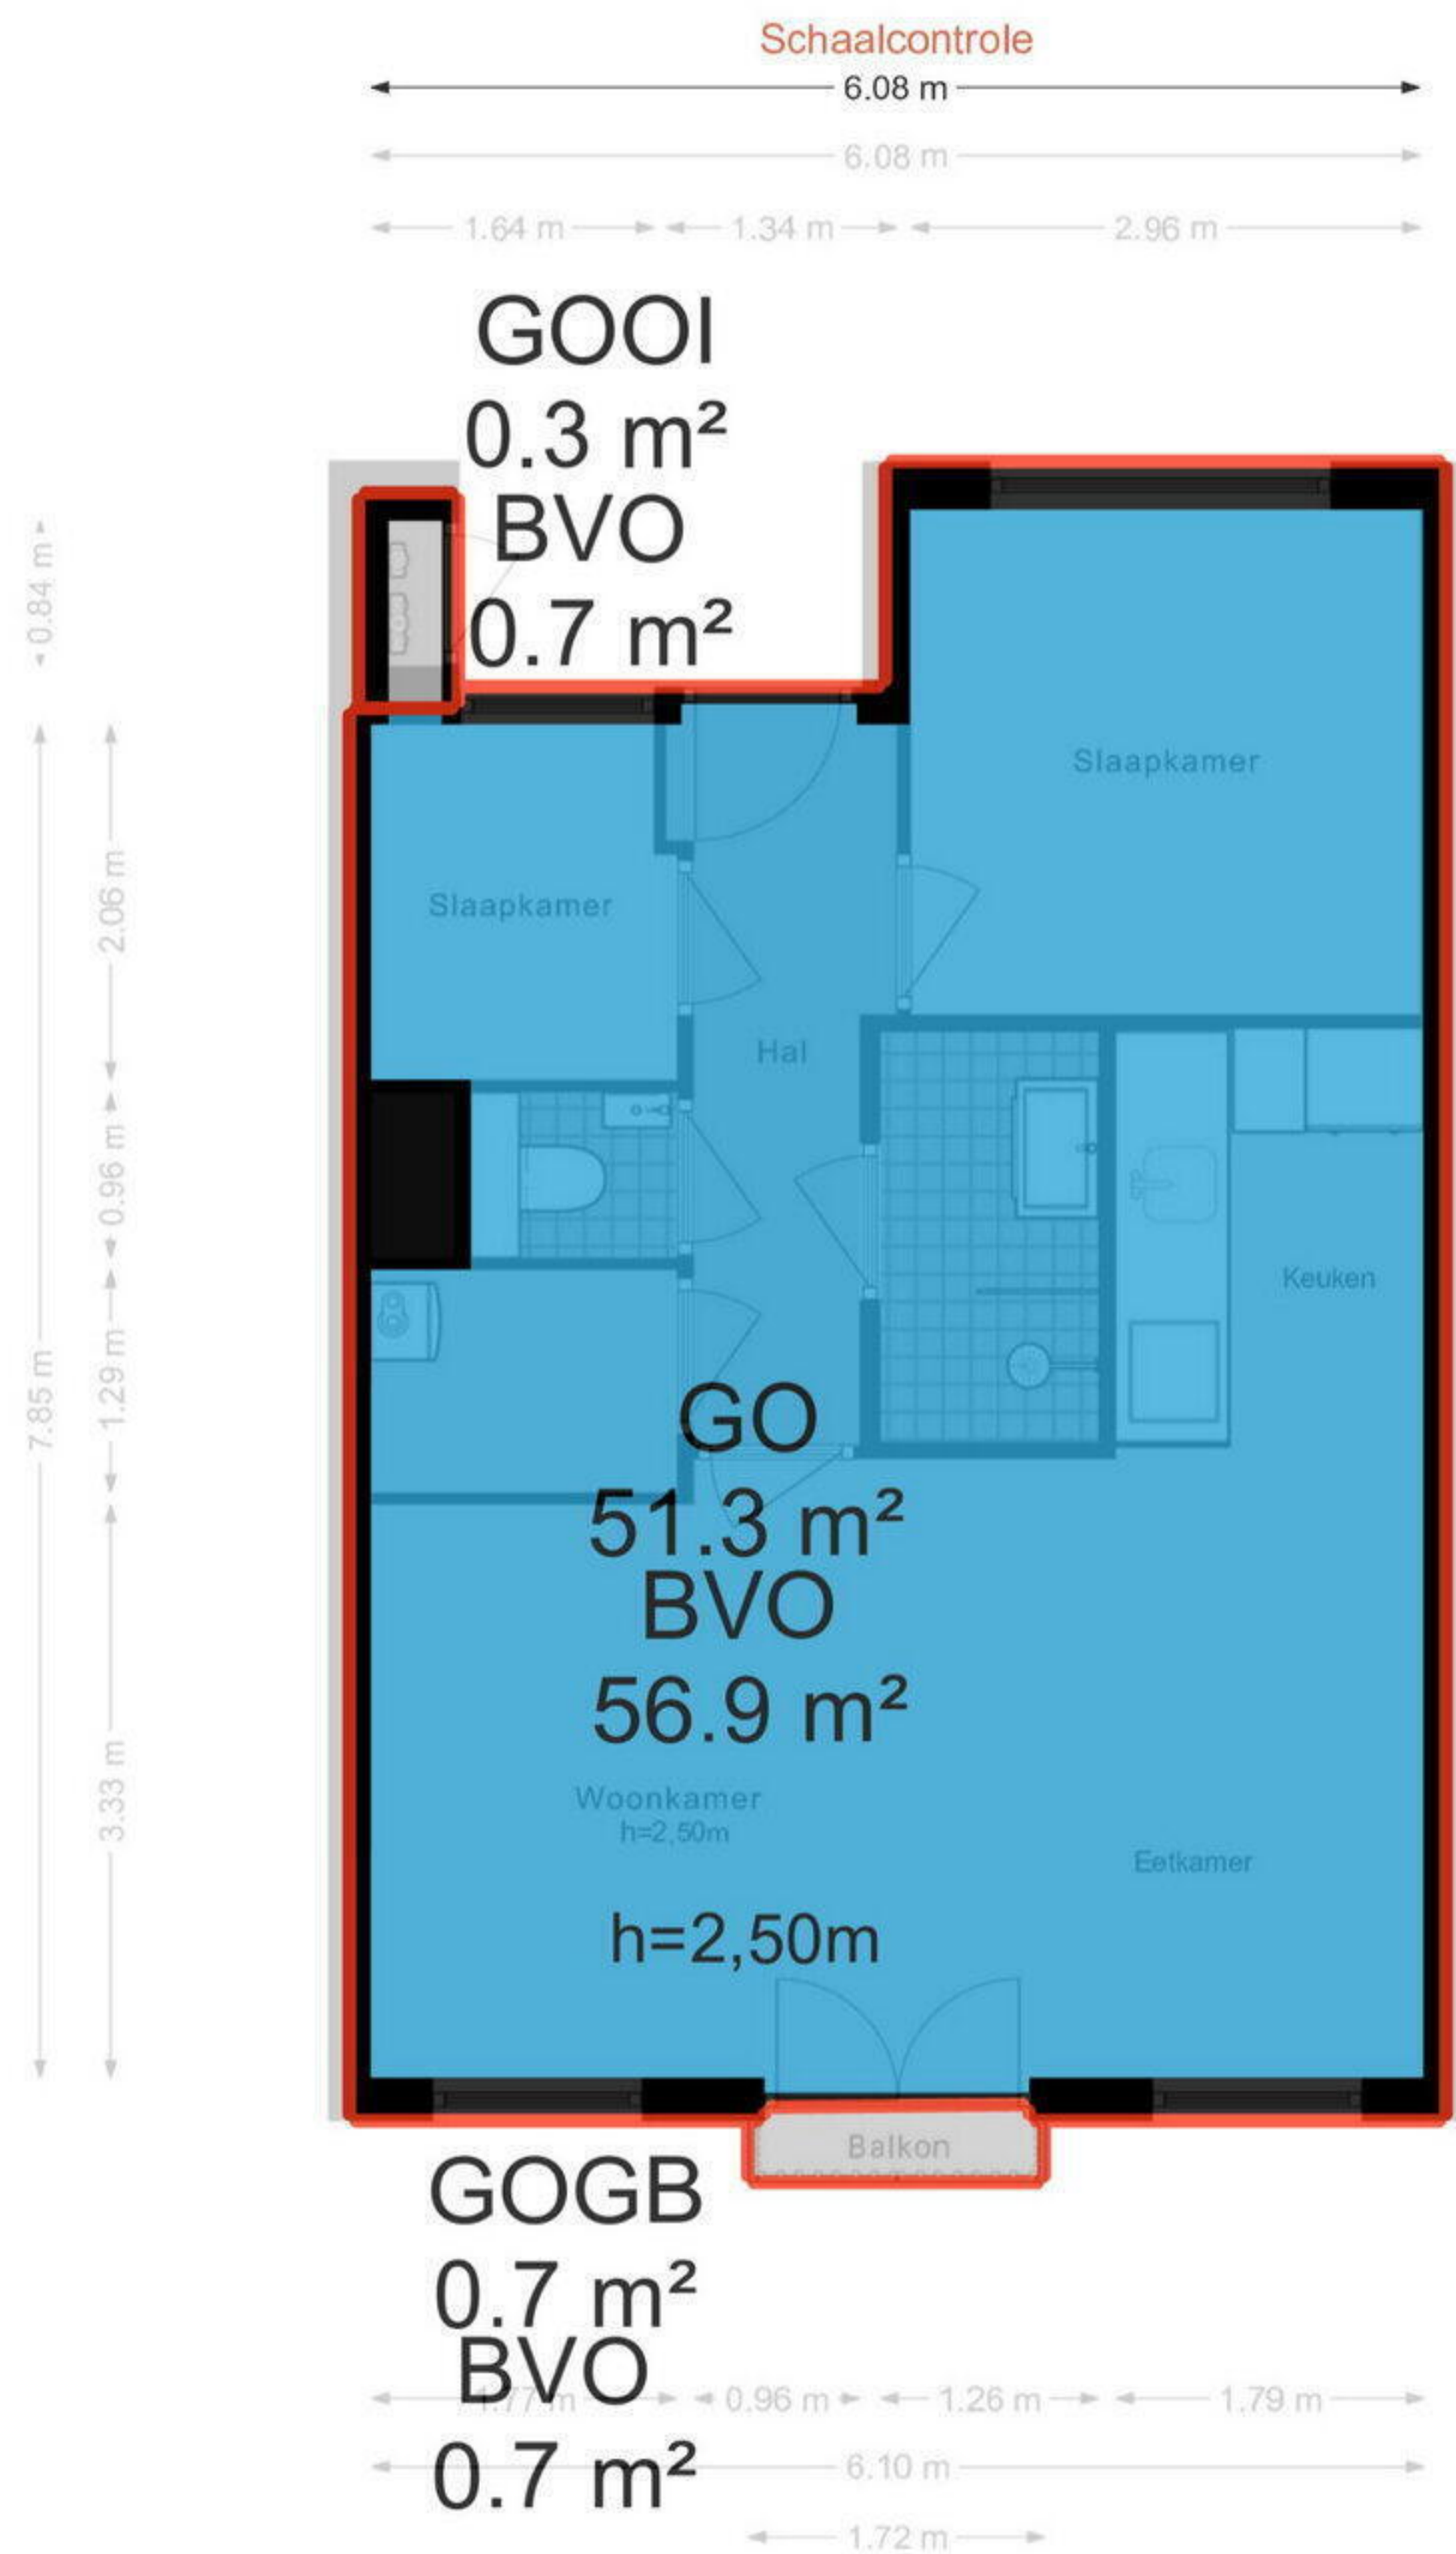 Schaalcontrole
6.08 m
6.08 m
1.64 m
1.34 m
2.96 m
GOOI
0.3 m²
BVO
0.7 m²
0.84 m
Slaapkamer
Slaapkamer
2.06 m
Hal
0.96 m
Keuken
1.29 m
7.85 m
GO
51.3 m²
BVO
56.9 m²
3.33 m
Woonkamer
h=2,50m
Eetkamer
h=2,50m
Balkon
GOGB
0.7 m²
BVO
0.7 m²
1.77 m
0.96 m
1.26 m
1.79 m
6.10 m
1.72 m